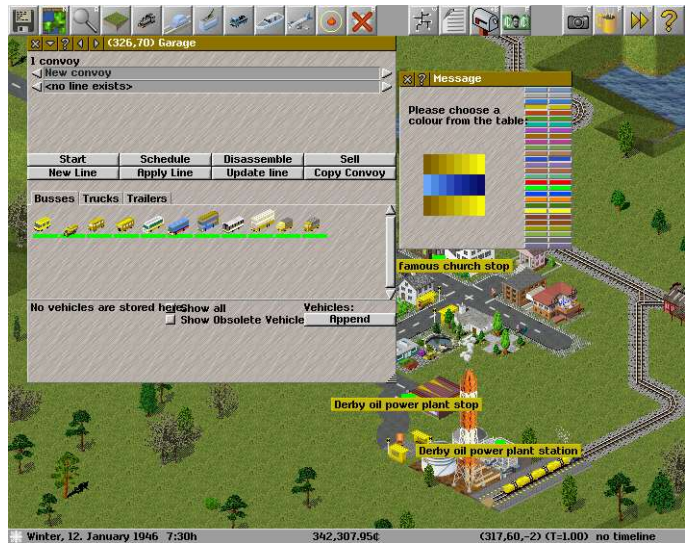 (326,70) Garage
1 convoy
New convoy
<no line exists>
Start Schedule Disassemble Sell
New Line Apply Line Update line Copy Convoy
Busses Trucks Trailers
No vehicles are stored here. Show all Vehicles:
Show Obsolete Vehicle Append
Message
Please choose a
colour from the table:
famous church stop
Derby oil power plant stop
Derby oil power plant station
Winter, 12. January 1946 7:30h 342,307.95¢ (317,60,-2) (T=1.00) no timeline